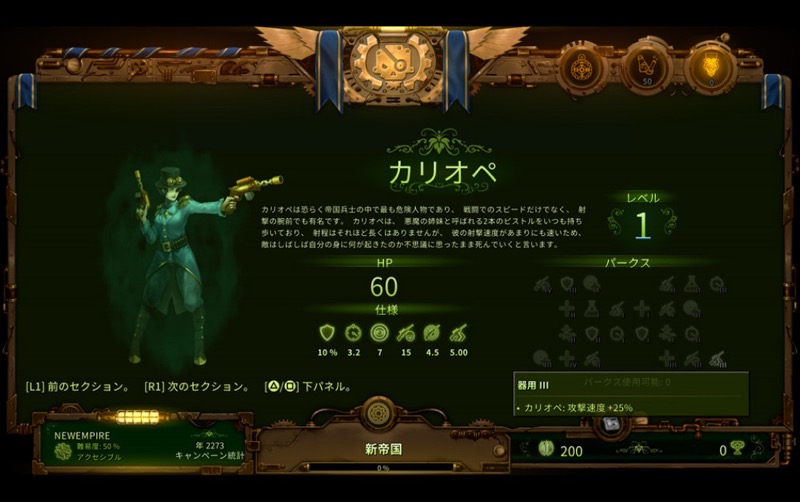 50
0
カリオペ
カリオペは恐らく帝国兵士の中で最も危険人物であり、 戦闘でのスピードだけでなく、 射
撃の腕前でも有名です。 カリオペは、 悪魔の姉妹と呼ばれる2本のピストルをいつも持ち
歩いており、 射程はそれほど長くはありませんが、 彼の射撃速度があまりにも速いため、
敵はしばしば自分の身に何が起きたのか不思議に思ったまま死んでいくと言います。
レベル
1
HP
60
仕様
10 % 3.2 7 15 4.5 5.00
パークス
[L1] 前のセクション。 [R1] 次のセクション。 [△/□] 下パネル。
パークス使用可能: 0
器用 III
• カリオペ: 攻撃速度 +25%
NEWEMPIRE
難易度: 50 %
アクセシブル
年 2273
キャンペーン統計
新帝国
0 %
200
0